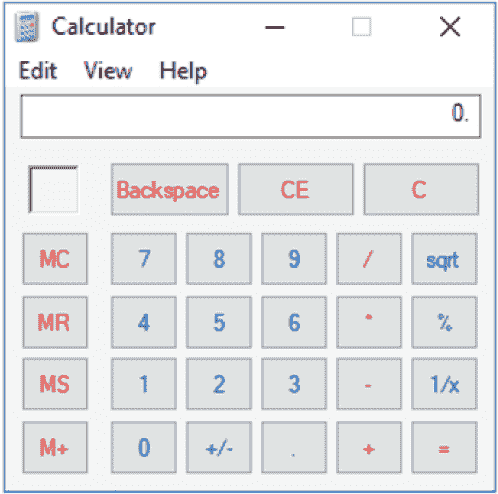 Calculator
Edit View Help
0.
Backspace CE C
MC 7 8 9 / sqrt
MR 4 5 6 * %
MS 1 2 3 - 1/x
M+ 0 +/- . + =